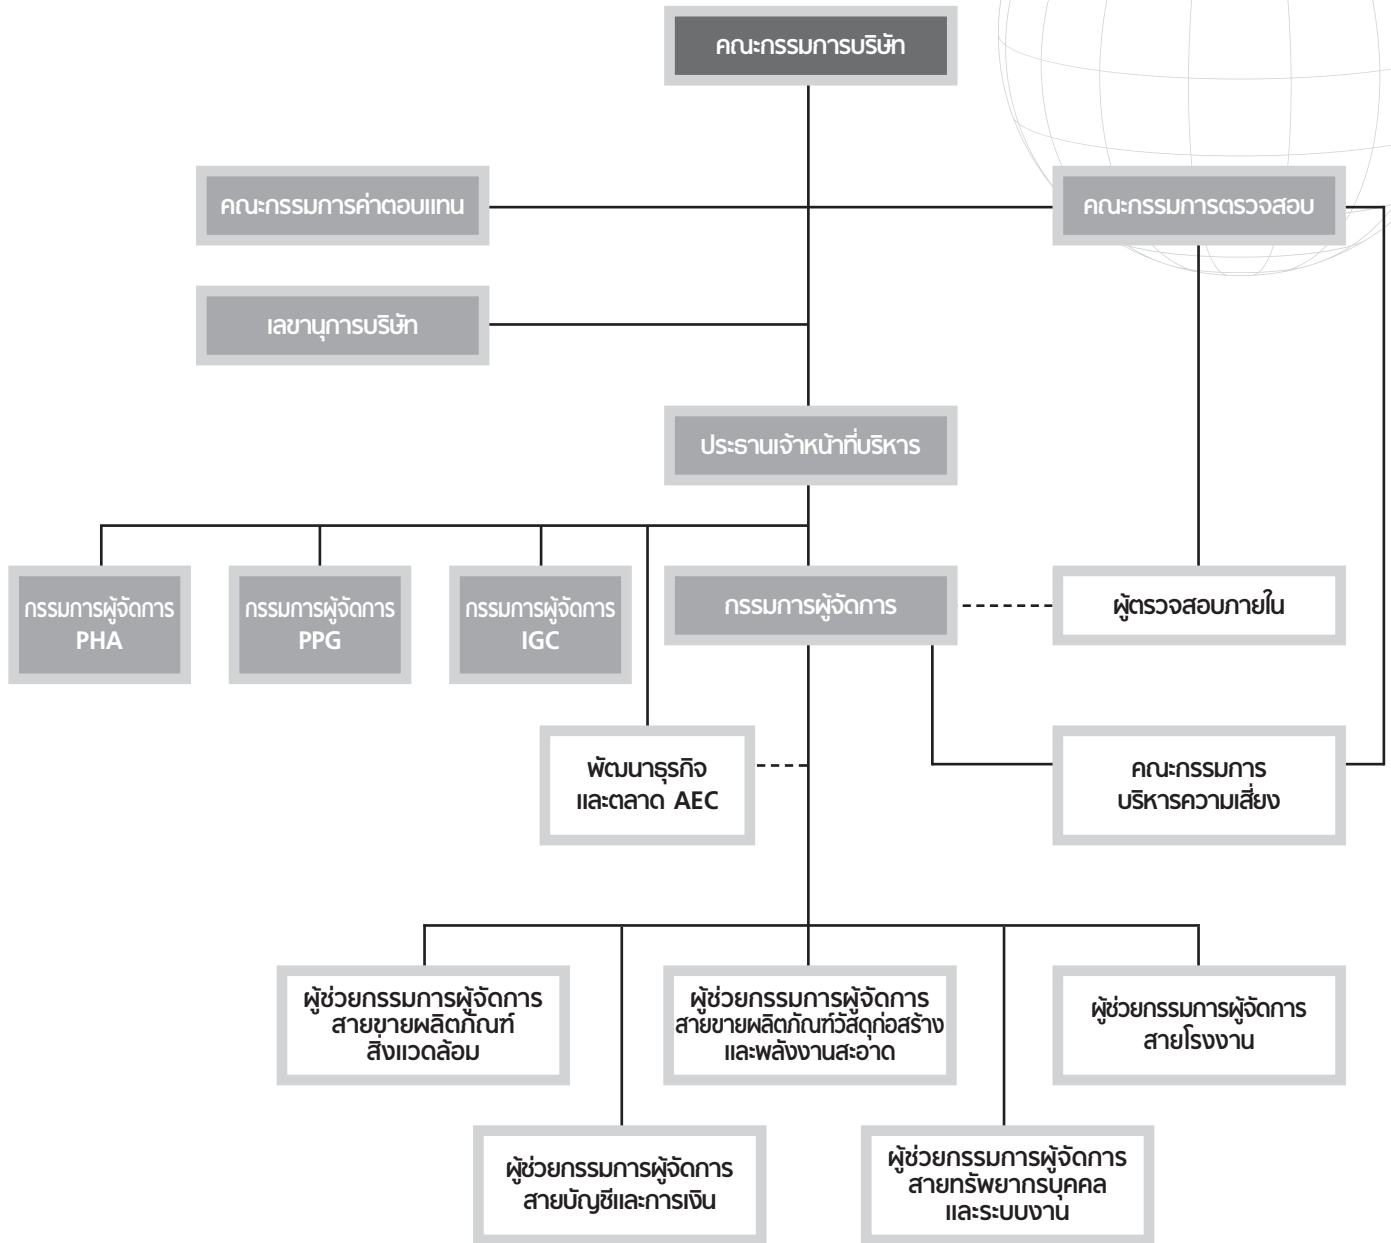 คณะกรรมการบริษัท
คณะกรรมการค่าตอบแทน
คณะกรรมการตรวจสอบ
เลขานุการบริษัท
ประธานเจ้าหน้าที่บริหาร
กรรมการผู้จัดการ
PHA
กรรมการผู้จัดการ
PPG
กรรมการผู้จัดการ
IGC
กรรมการผู้จัดการ
ผู้ตรวจสอบภายใน
พัฒนาธุรกิจ
และตลาด AEC
คณะกรรมการ
บริหารความเสี่ยง
ผู้ช่วยกรรมการผู้จัดการ
สายขายผลิตภัณฑ์
สิ่งแวดล้อม
ผู้ช่วยกรรมการผู้จัดการ
สายขายผลิตภัณฑ์วัสดุก่อสร้าง
และพลังงานสะอาด
ผู้ช่วยกรรมการผู้จัดการ
สายโรงงาน
ผู้ช่วยกรรมการผู้จัดการ
สายบัญชีและการเงิน
ผู้ช่วยกรรมการผู้จัดการ
สายทรัพยากรบุคคล
และระบบงาน